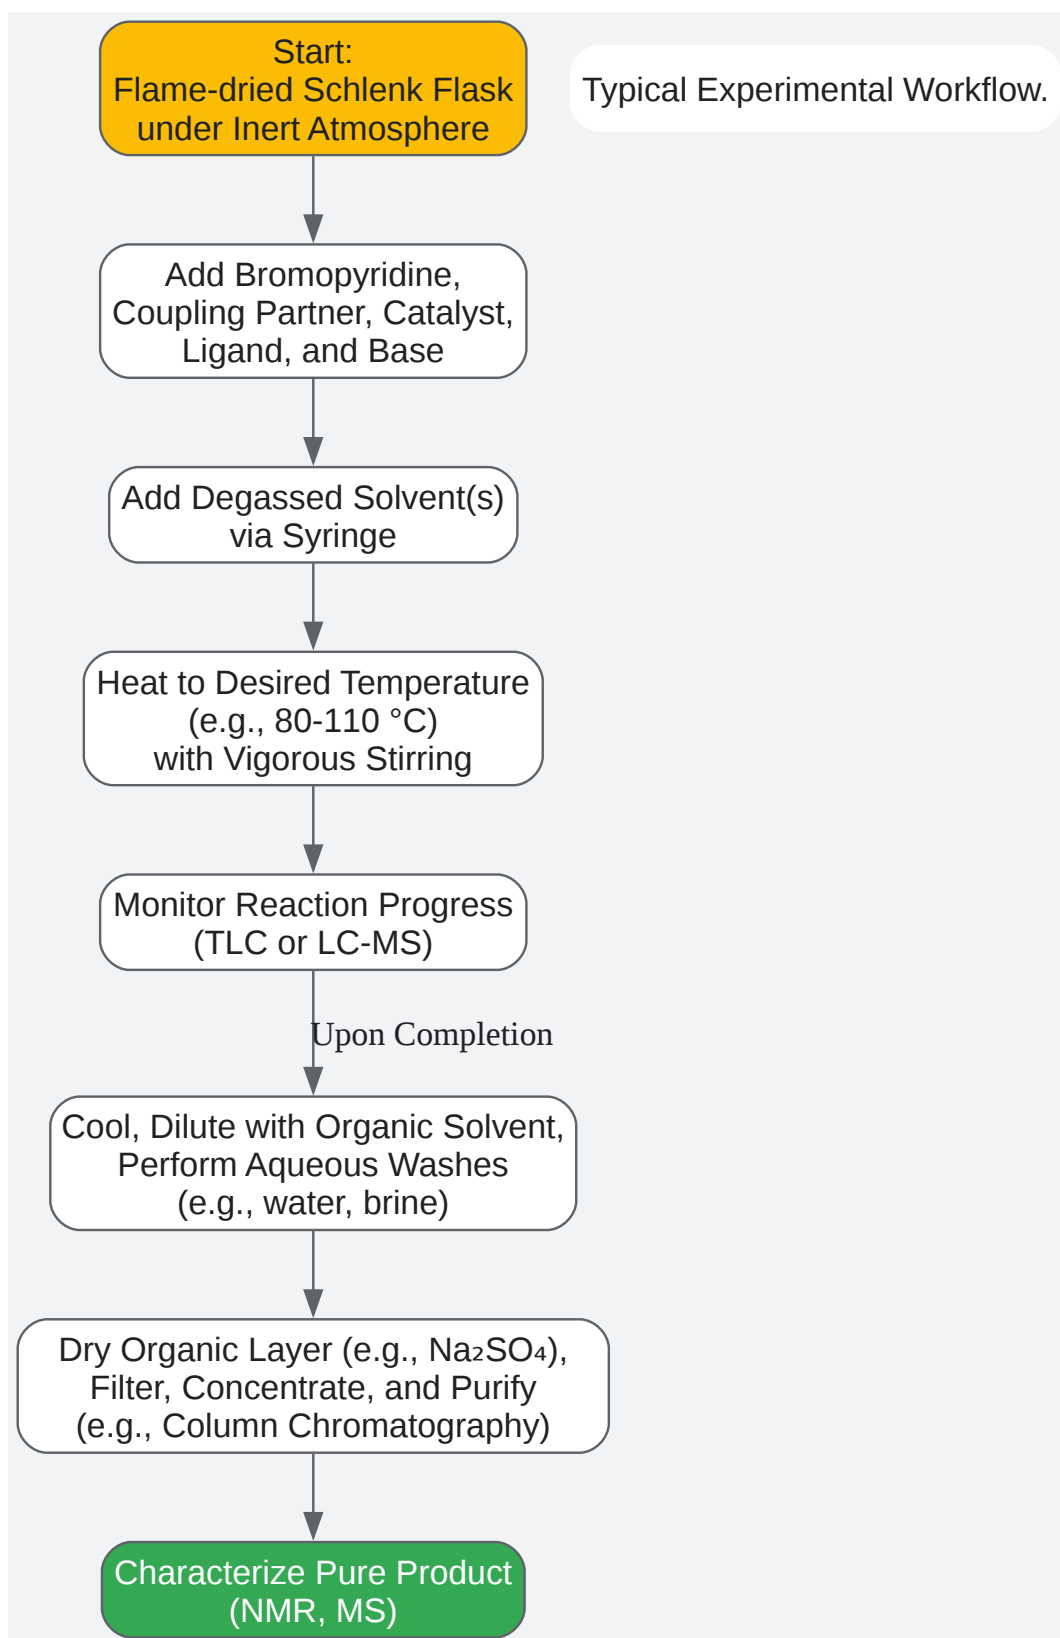 Start:
Flame-dried Schlenk Flask
under Inert Atmosphere
Typical Experimental Workflow.
Add Bromopyridine,
Coupling Partner, Catalyst,
Ligand, and Base
Add Degassed Solvent(s)
via Syringe
Heat to Desired Temperature
(e.g., 80-110 °C)
with Vigorous Stirring
Monitor Reaction Progress
(TLC or LC-MS)
Upon Completion
Cool, Dilute with Organic Solvent,
Perform Aqueous Washes
(e.g., water, brine)
Dry Organic Layer (e.g., Na₂SO₄),
Filter, Concentrate, and Purify
(e.g., Column Chromatography)
Characterize Pure Product
(NMR, MS)